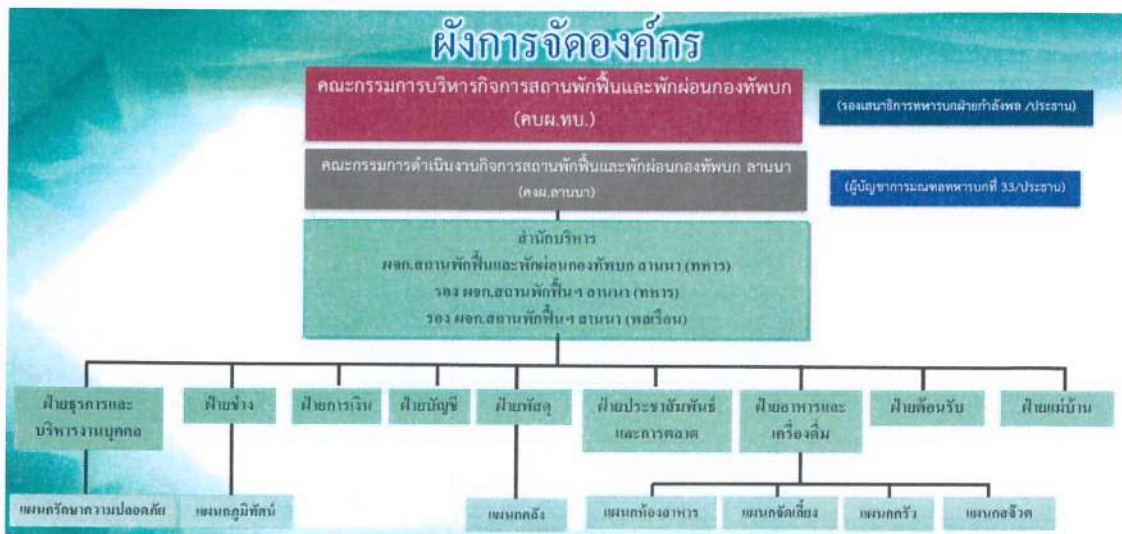 ผังการจัดองค์กร
คณะกรรมการบริหารกิจการสถานพักฟื้นและพักผ่อนกองทัพบก
(คบผ.ทบ.)
(รองเสนาธิการทหารบกฝ่ายกำลังพล /ประธาน)
คณะกรรมการดำเนินงานกิจการสถานพักฟื้นและพักผ่อนกองทัพบก ลานนา
(คงผ.ลานนา)
(ผู้บัญชาการมณฑลทหารบกที่ 33/ประธาน)
สำนักบริหาร
ผจก.สถานพักฟื้นและพักผ่อนกองทัพบก ลานนา (ทหาร)
รอง ผจก.สถานพักฟื้นฯ ลานนา (ทหาร)
รอง ผจก.สถานพักฟื้นฯ ลานนา (พลเรือน)
ฝ่ายธุรการและ
บริหารงานบุคคล
ฝ่ายช่าง
ฝ่ายการเงิน
ฝ่ายบัญชี
ฝ่ายพัสดุ
ฝ่ายประชาสัมพันธ์
และการตลาด
ฝ่ายอาหารและ
เครื่องดื่ม
ฝ่ายต้อนรับ
ฝ่ายแม่บ้าน
แผนกรักษาความปลอดภัย
แผนกภูมิทัศน์
แผนกคลัง
แผนกห้องอาหาร
แผนกจัดเลี้ยง
แผนกครัว
แผนกสจ๊วต